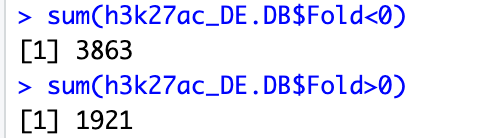 > sum(h3k27ac_DE.DB$Fold<0)
[1] 3863
> sum(h3k27ac_DE.DB$Fold>0)
[1] 1921